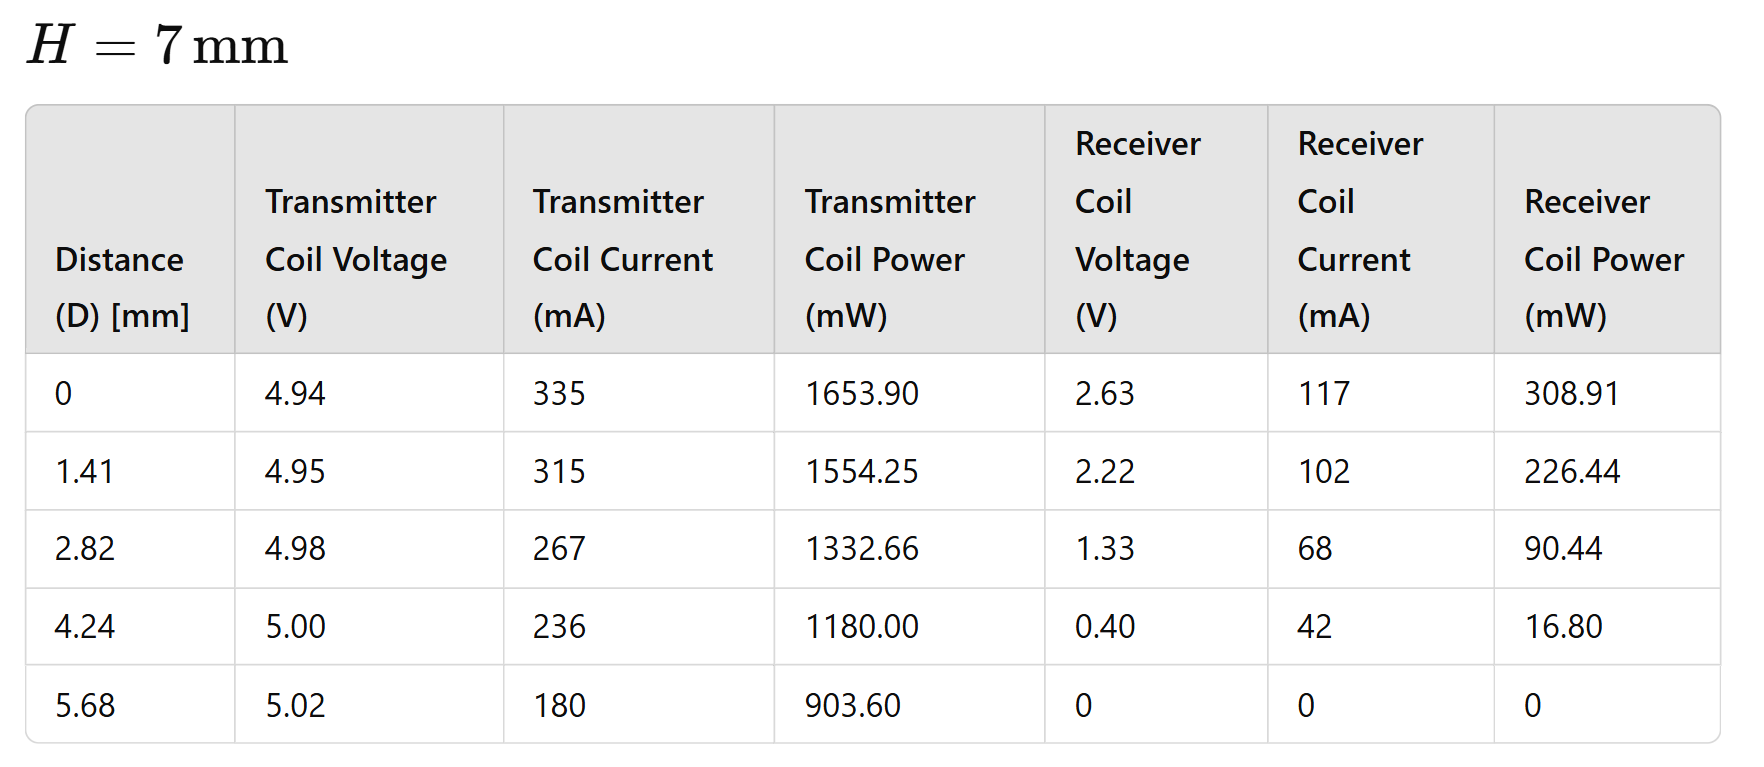 H = 7 mm
Distance (D) [mm] Transmitter Coil Voltage (V) Transmitter Coil Current (mA) Transmitter Coil Power (mW) Receiver Coil Voltage (V) Receiver Coil Current (mA) Receiver Coil Power (mW)
0 4.94 335 1653.90 2.63 117 308.91
1.41 4.95 315 1554.25 2.22 102 226.44
2.82 4.98 267 1332.66 1.33 68 90.44
4.24 5.00 236 1180.00 0.40 42 16.80
5.68 5.02 180 903.60 0 0 0